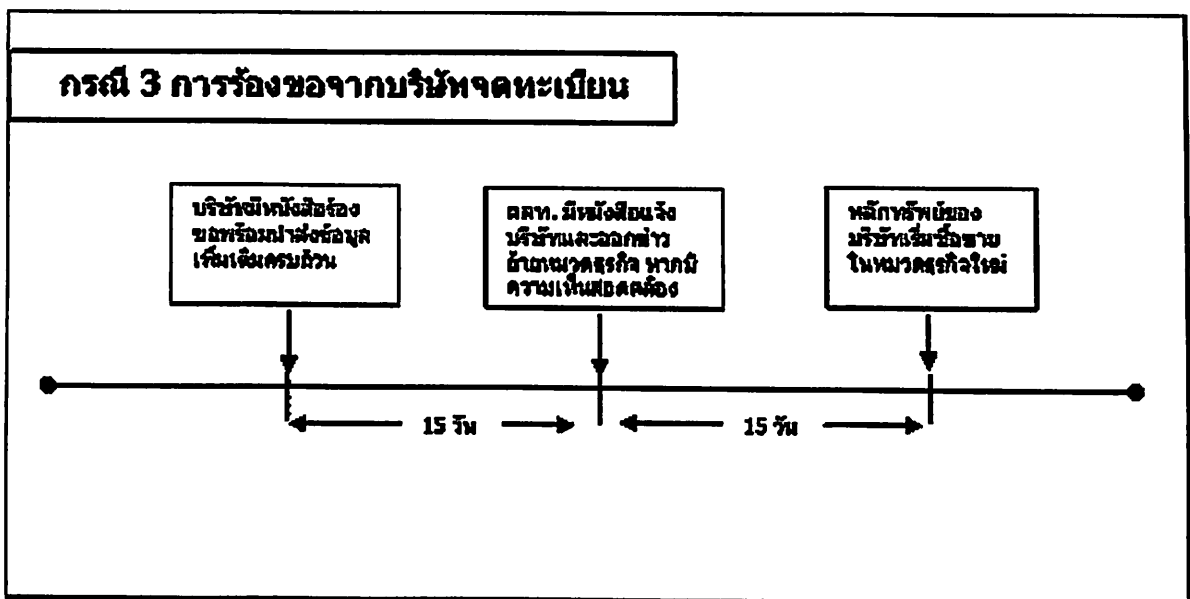 กรณี 3 การร้องขอจากบริษัทจดทะเบียน
บริษัทมีหนังสือร้อง
ขอพร้อมนำส่งข้อมูล
เพิ่มเติมครบถ้วน
ตลท. มีหนังสือแจ้ง
บริษัทและออกข่าว
ย้ายหมวดธุรกิจ หากมี
ความเห็นสอดคล้อง
หลักทรัพย์ของ
บริษัทเริ่มซื้อขาย
ในหมวดธุรกิจใหม่
15 วัน
15 วัน